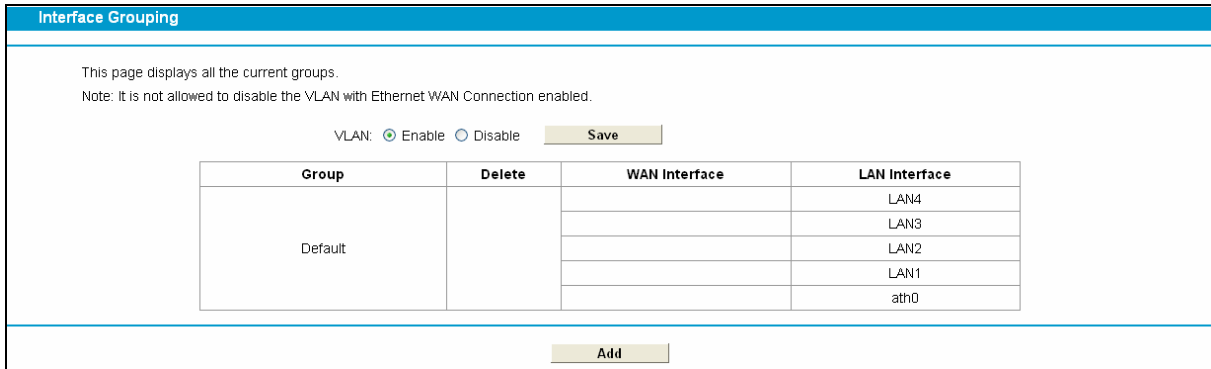 Interface Grouping
This page displays all the current groups.
Note: It is not allowed to disable the VLAN with Ethernet WAN Connection enabled.
VLAN: Enable Disable Save
Group Delete WAN Interface LAN Interface
LAN4
LAN3
Default LAN2
LAN1
ath0
Add